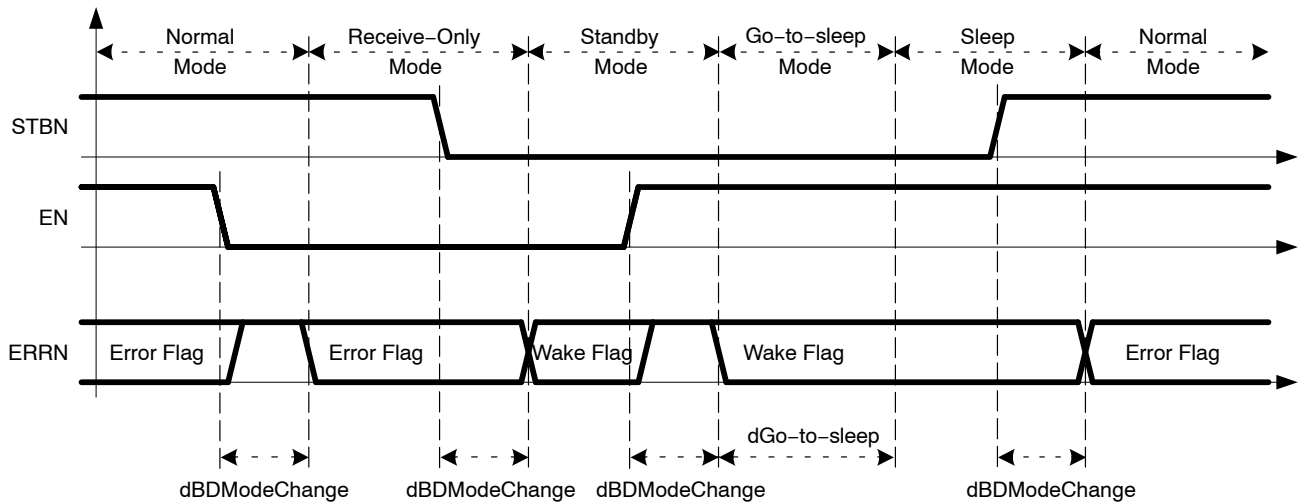 Normal
Mode
Receive−Only
Mode
Standby
Mode
Go−to−sleep
Mode
Sleep
Mode
Normal
Mode
STBN
EN
ERRN
Error Flag
Error Flag
Wake Flag
Wake Flag
Error Flag
dGo−to−sleep
dBDModeChange
dBDModeChange
dBDModeChange
dBDModeChange